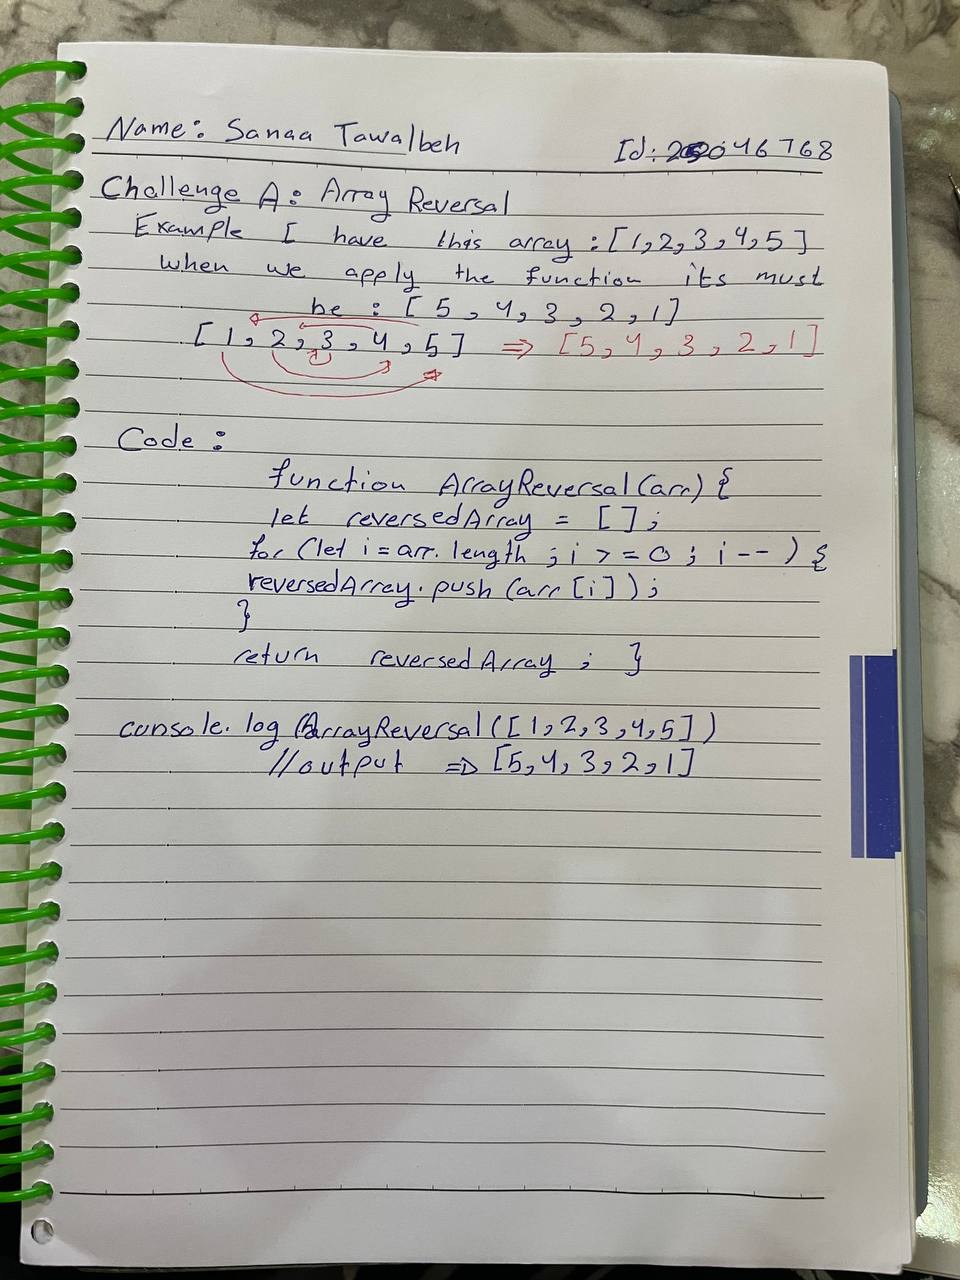 Name: Sanaa Tawalbeh
Id: 046768
Challenge A: Array Reversal
Example I have this array : [1,2,3,4,5]
when we apply the function its must
be : [5,4,3,2,1]
[1,2,3,4,5] ⇒ [5,4,3,2,1]
Code :
function ArrayReversal(arr) {
let reversedArray = [];
for (let i = arr.length ; i >= 0 ; i--) {
reversedArray.push(arr[i]);
}
return reversedArray ; }
console.log(ArrayReversal([1,2,3,4,5])
//output ⇒ [5,4,3,2,1]